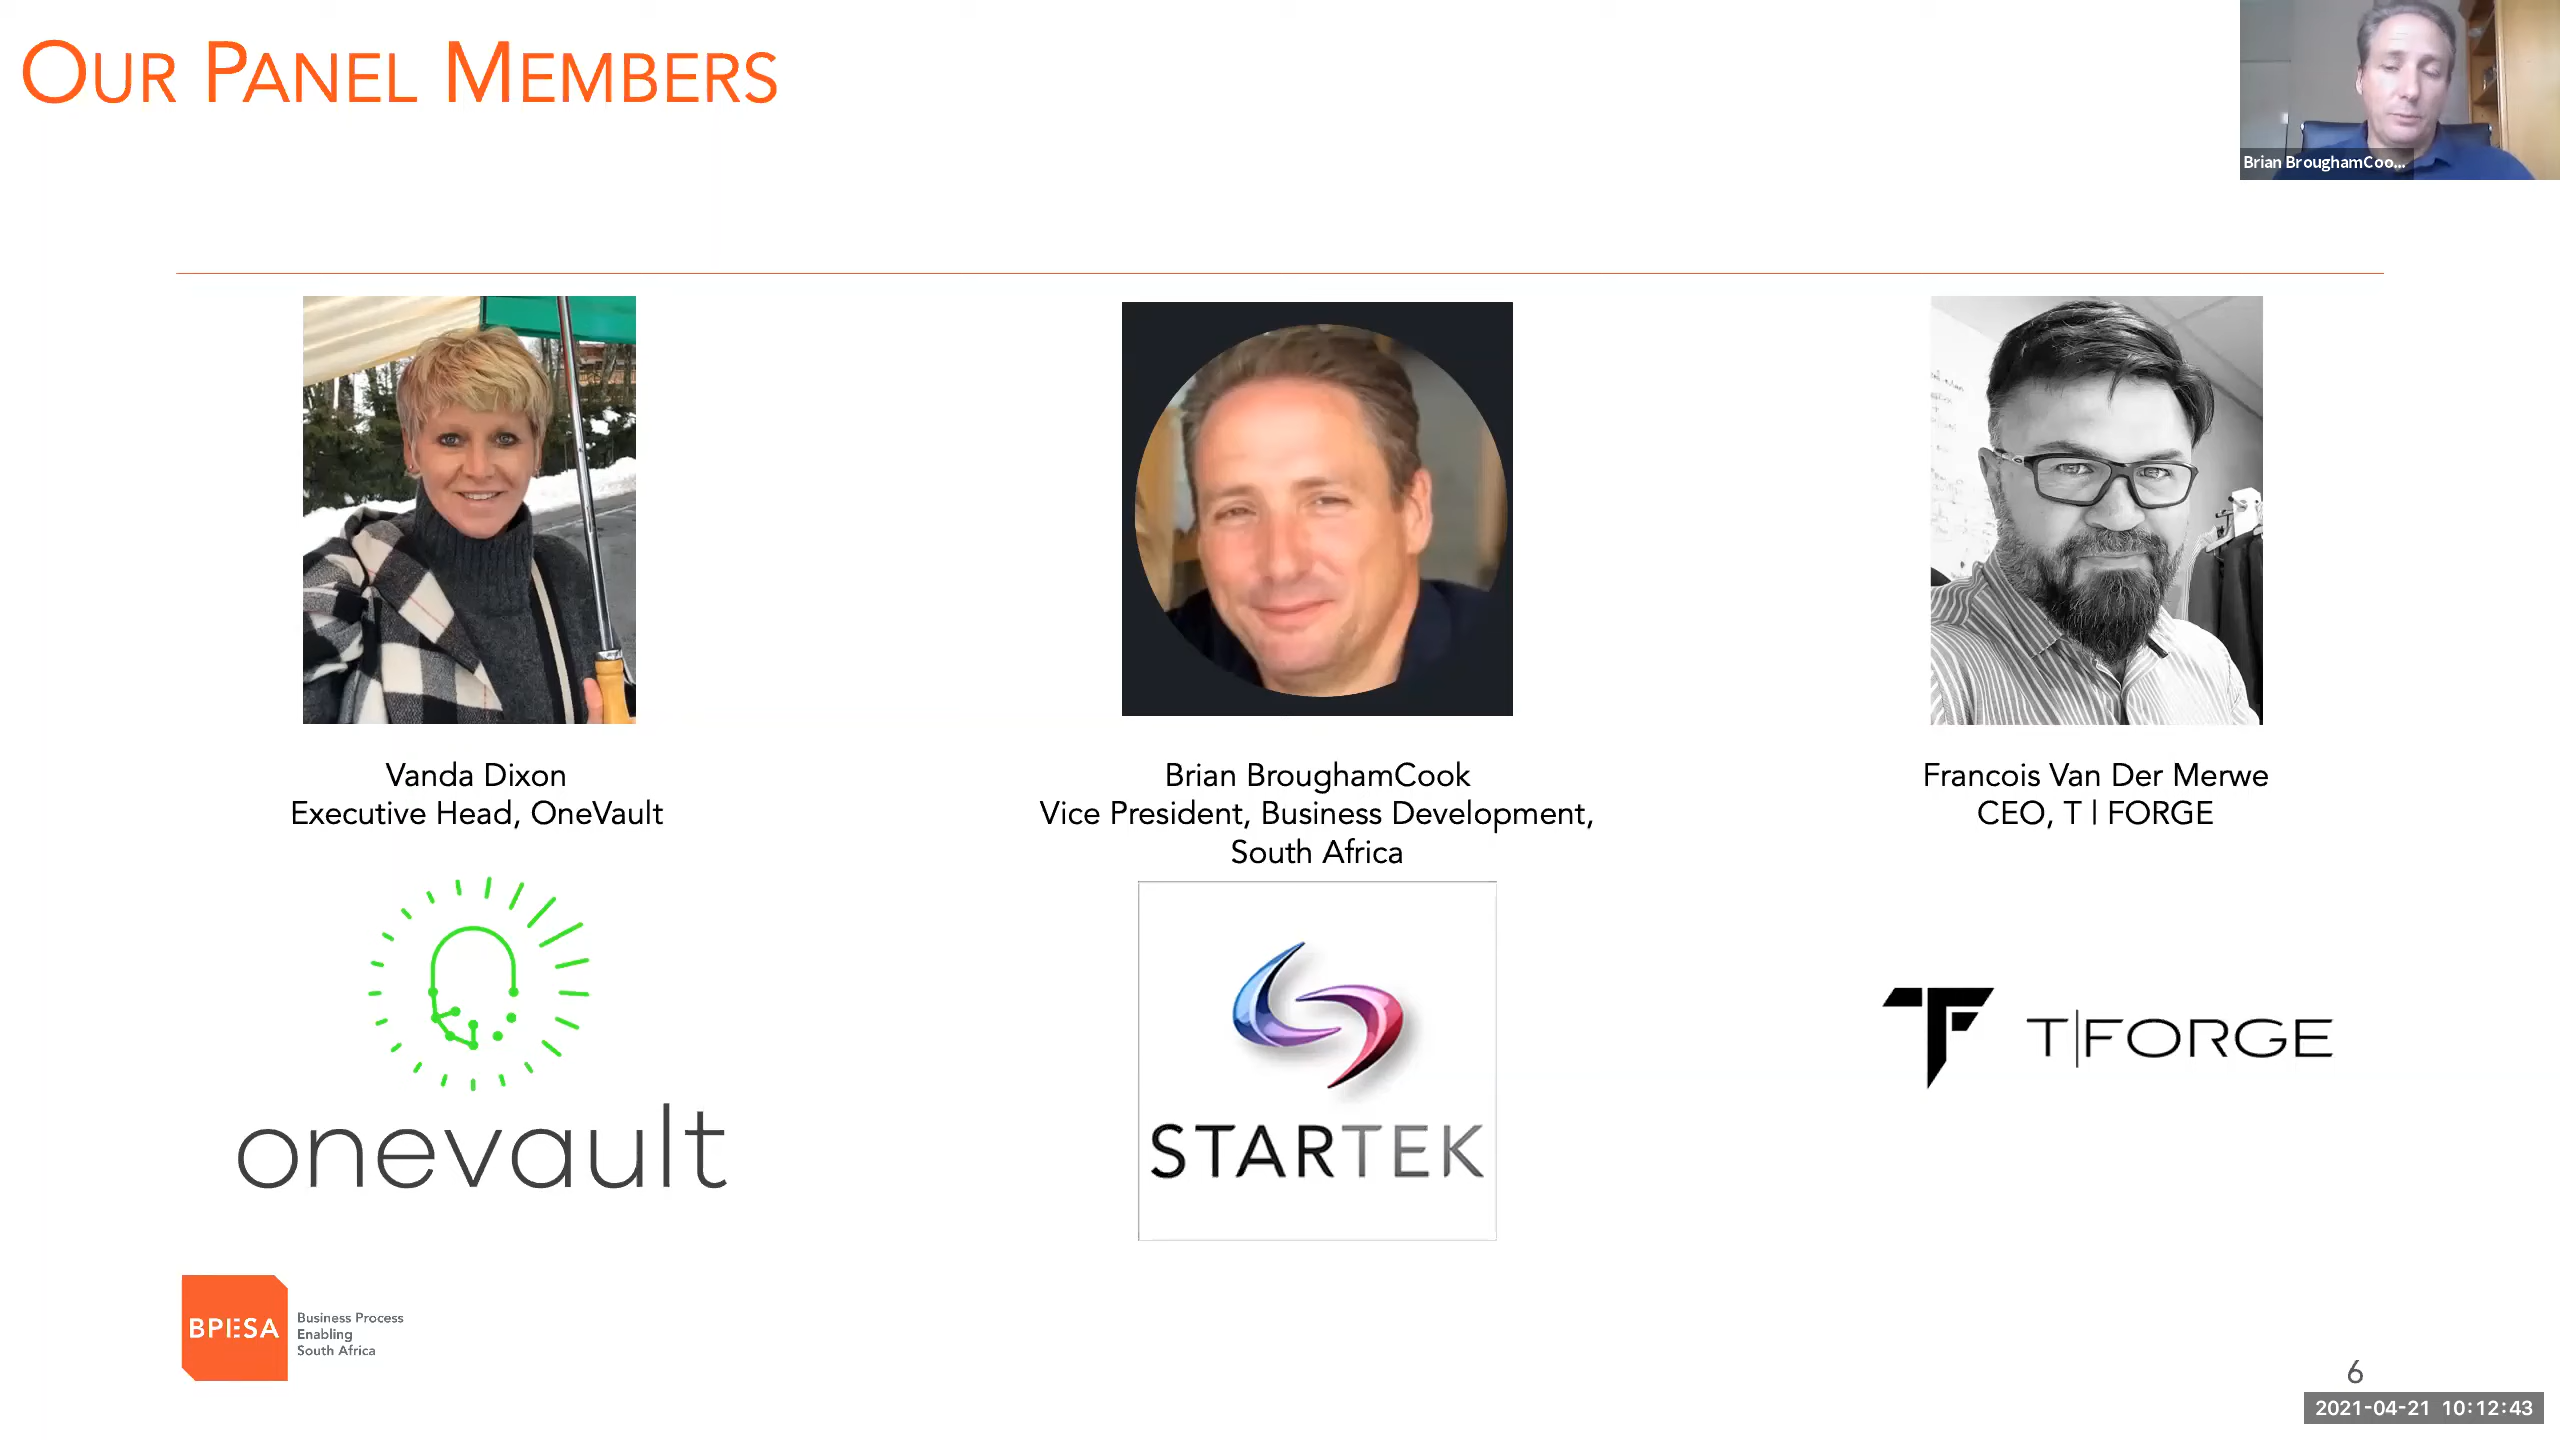 OUR PANEL MEMBERS
Brian BroughamCoo...
Vanda Dixon
Executive Head, OneVault
Brian BroughamCook
Vice President, Business Development,
South Africa
Francois Van Der Merwe
CEO, T | FORGE
onevault
STARTEK
T|FORGE
BPESA
Business Process
Enabling
South Africa
6
2021-04-21 10:12:43